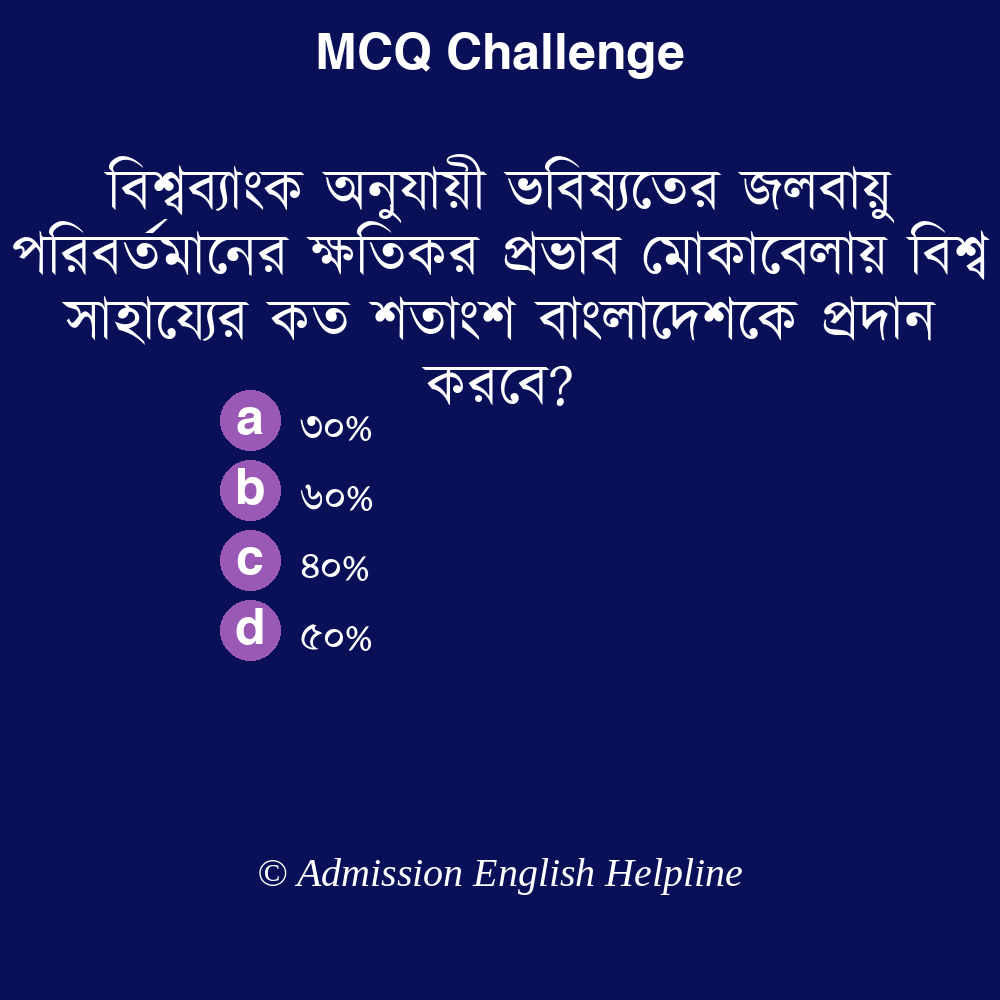 MCQ Challenge
বিশ্বব্যাংক অনুযায়ী ভবিষ্যতের জলবায়ু
পরিবর্তমানের ক্ষতিকর প্রভাব মোকাবেলায় বিশ্ব
সাহায্যের কত শতাংশ বাংলাদেশকে প্রদান
করবে?
a ৩০%
b ৬০%
c ৪০%
d ৫০%
© Admission English Helpline